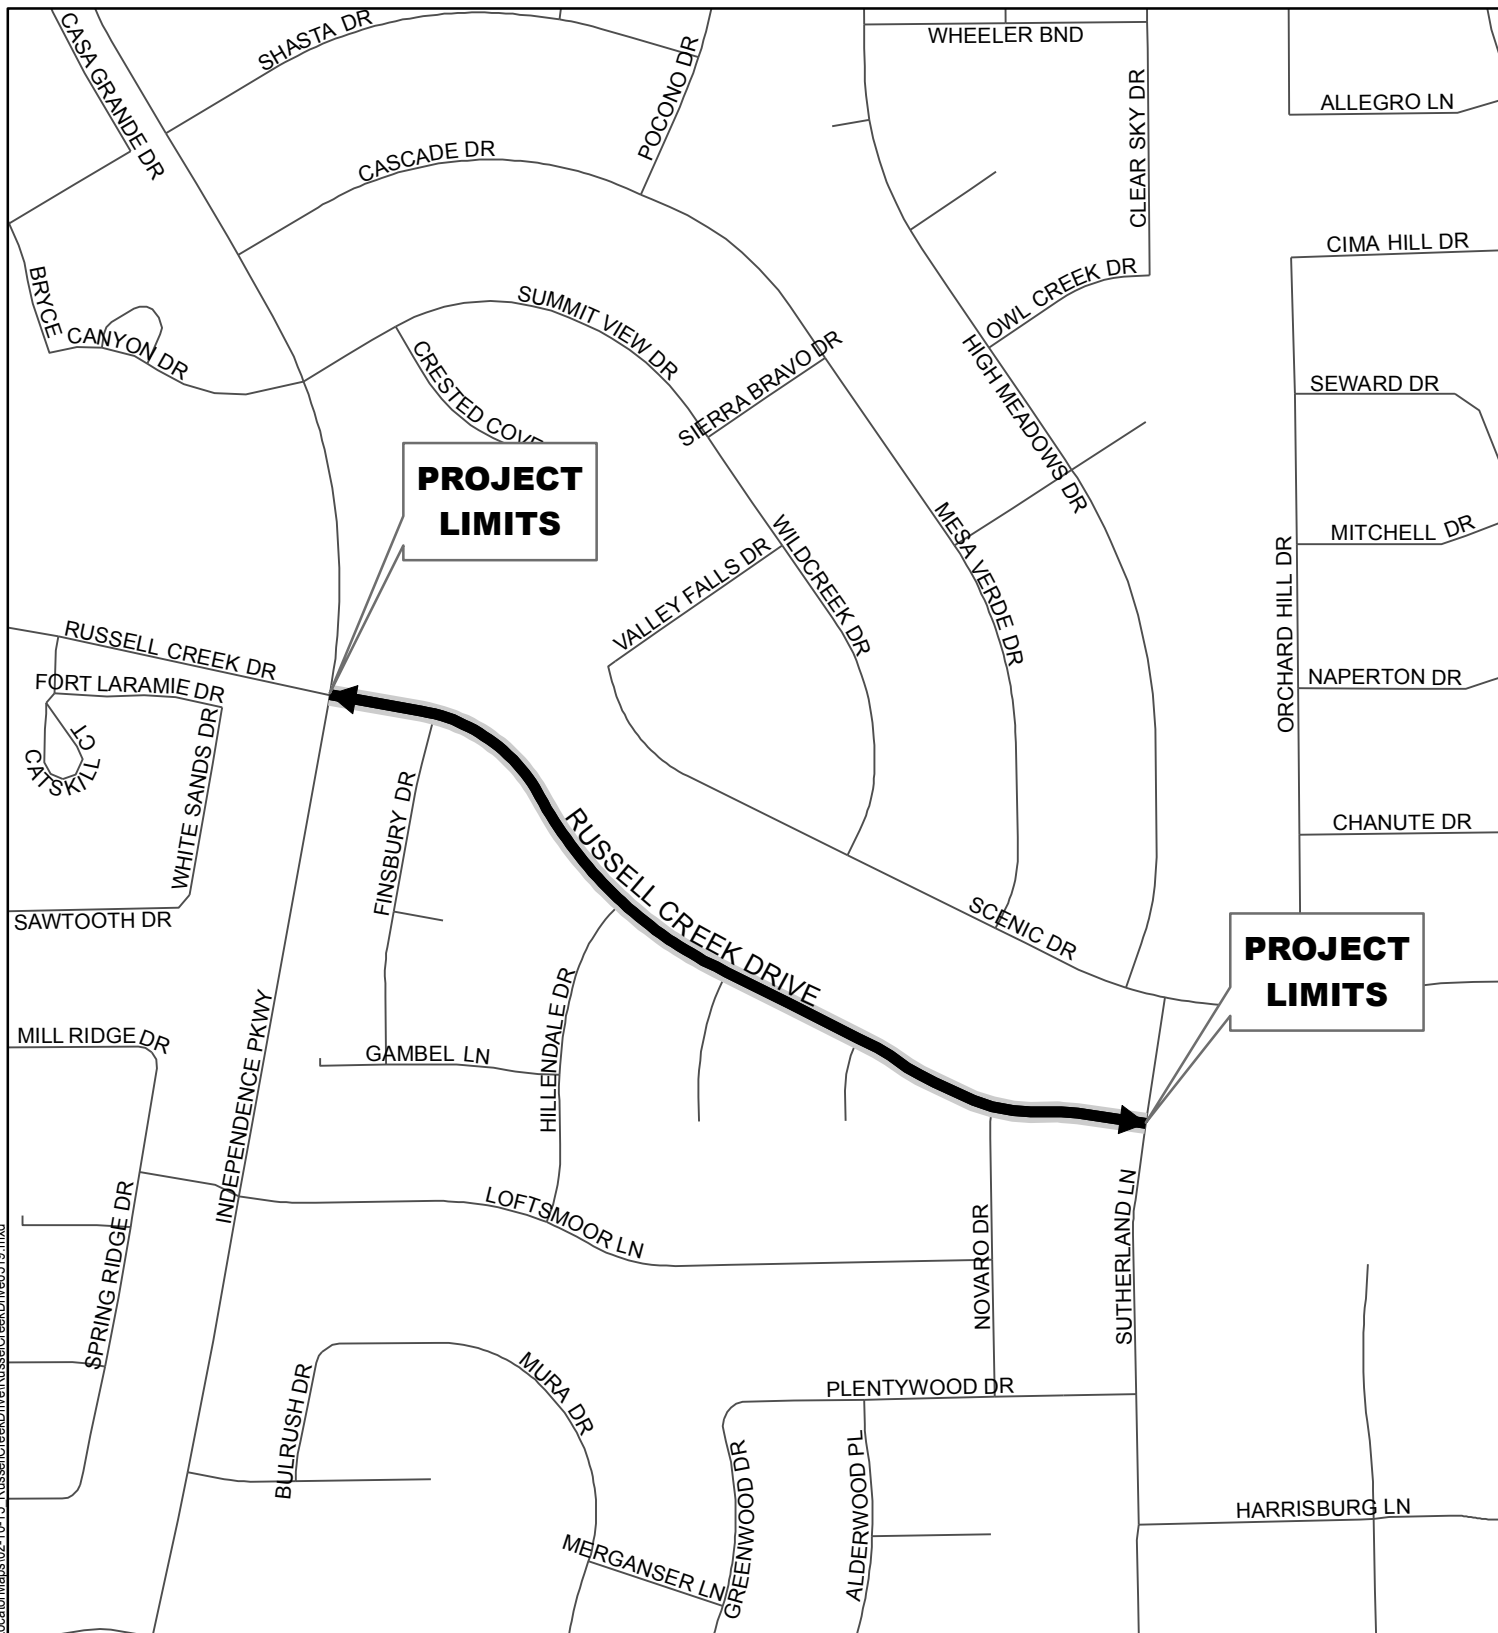 CASA GRANDE DR
SHASTA DR
POCONO DR
WHEELER BND
CLEAR SKY DR
ALLEGRO LN
CASCADE DR
CIMA HILL DR
BRYCE
CANYON DR
SUMMIT VIEW DR
OWL CREEK DR
CRESTED COVE
SIERRA BRAVO DR
HIGH MEADOWS DR
SEWARD DR
PROJECT
LIMITS
MESA VERDE DR
WILDCREEK DR
VALLEY FALLS DR
MITCHELL DR
ORCHARD HILL DR
RUSSELL CREEK DR
FORT LARAMIE DR
NAPERTON DR
CATSKILL CT
WHITE SANDS DR
FINSBURY DR
RUSSELL CREEK DRIVE
CHANUTE DR
SAWTOOTH DR
SCENIC DR
PROJECT
LIMITS
MILL RIDGE DR
INDEPENDENCE PKWY
GAMBEL LN
HILLENDALE DR
SPRING RIDGE DR
LOFTSMOOR LN
NOVARO DR
SUTHERLAND LN
BULRUSH DR
MURA DR
PLENTYWOOD DR
GREENWOOD DR
ALDERWOOD PL
MERGANSER LN
HARRISBURG LN